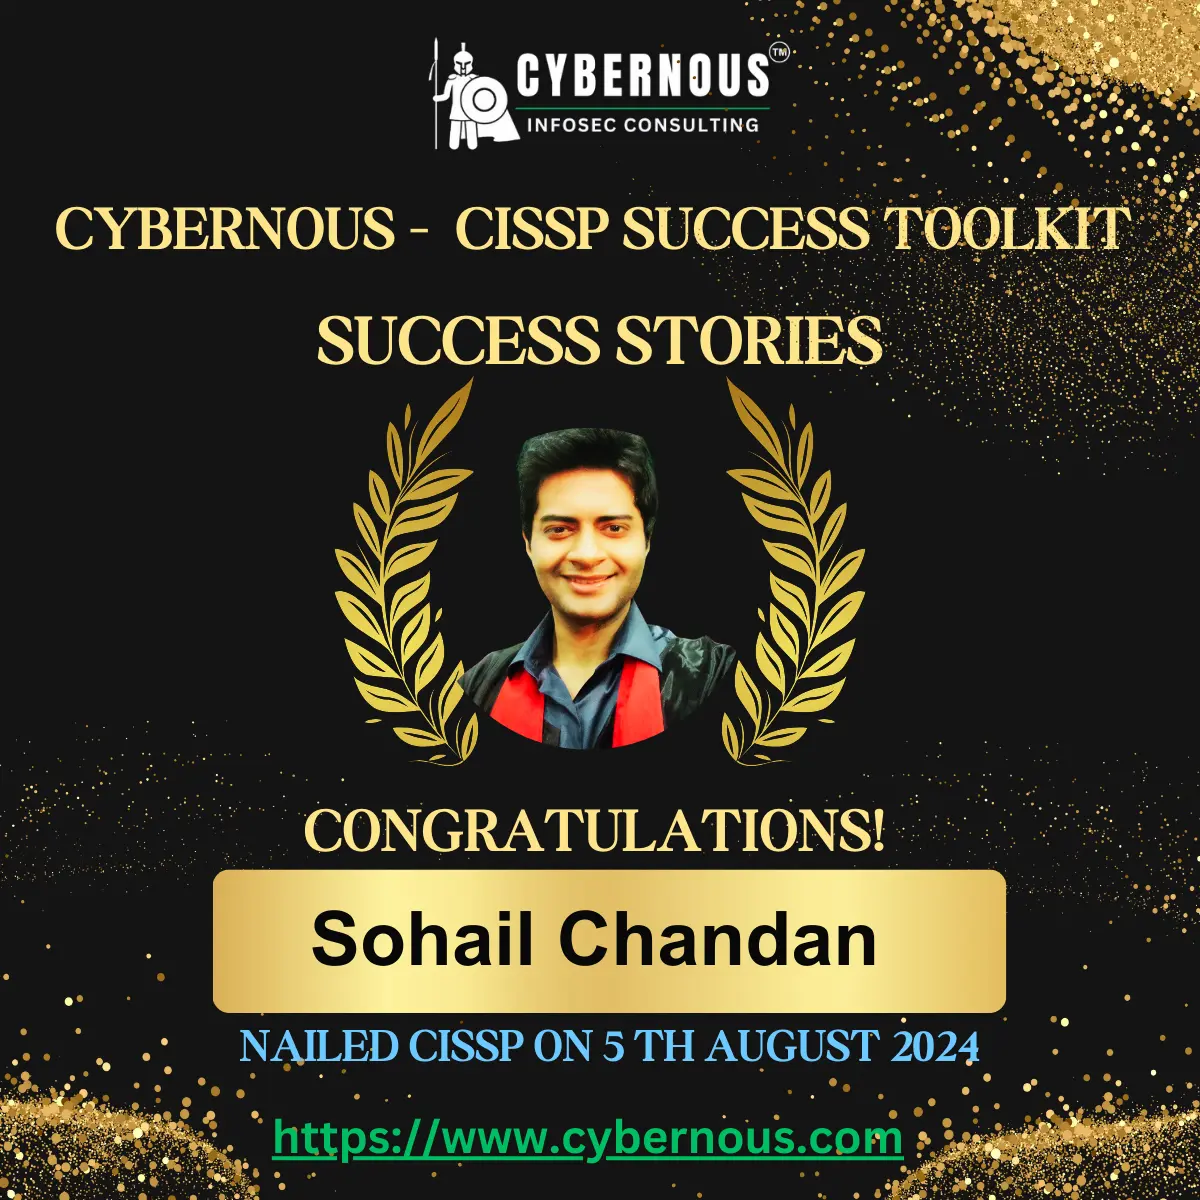 CYBERNOUS™
INFOSEC CONSULTING
CYBERNOUS - CISSP SUCCESS TOOLKIT
SUCCESS STORIES
CONGRATULATIONS!
Sohail Chandan
NAILED CISSP ON 5 TH AUGUST 2024
https://www.cybernous.com